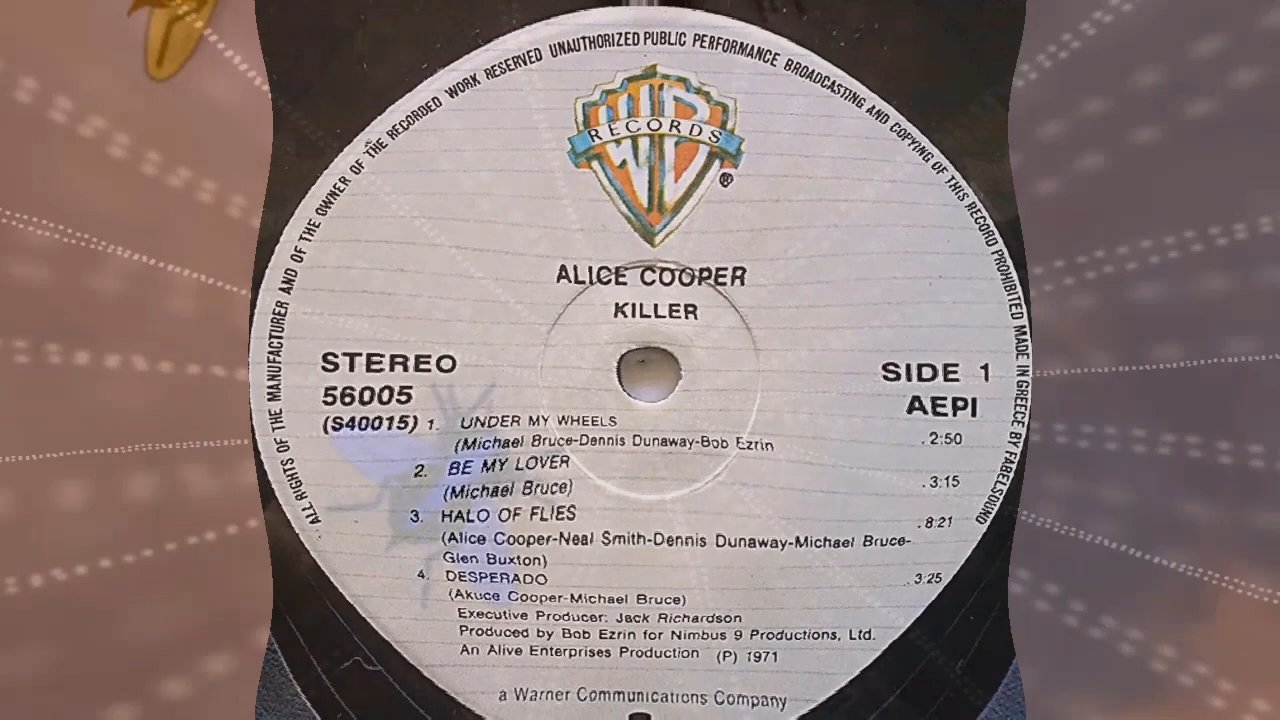 ALL RIGHTS OF THE MANUFACTURER AND OF THE OWNER OF THE RECORDED WORK RESERVED UNAUTHORIZED PUBLIC PERFORMANCE BROADCASTING AND COPYING OF THIS RECORD PROHIBITED MADE IN GREECE BY FABELSOUND
WB
RECORDS
®
ALICE COOPER
KILLER
STEREO
56005
(S40015)
SIDE 1
AEPI
1. UNDER MY WHEELS
(Michael Bruce-Dennis Dunaway-Bob Ezrin .2:50
2. BE MY LOVER
(Michael Bruce) .3:15
3. HALO OF FLIES .8:21
(Alice Cooper-Neal Smith-Dennis Dunaway-Michael Bruce-
Glen Buxton)
4. DESPERADO .3:25
(Akuce Cooper-Michael Bruce)
Executive Producer: Jack Richardson
Produced by Bob Ezrin for Nimbus 9 Productions, Ltd.
An Alive Enterprises Production (P) 1971
a Warner Communications Company